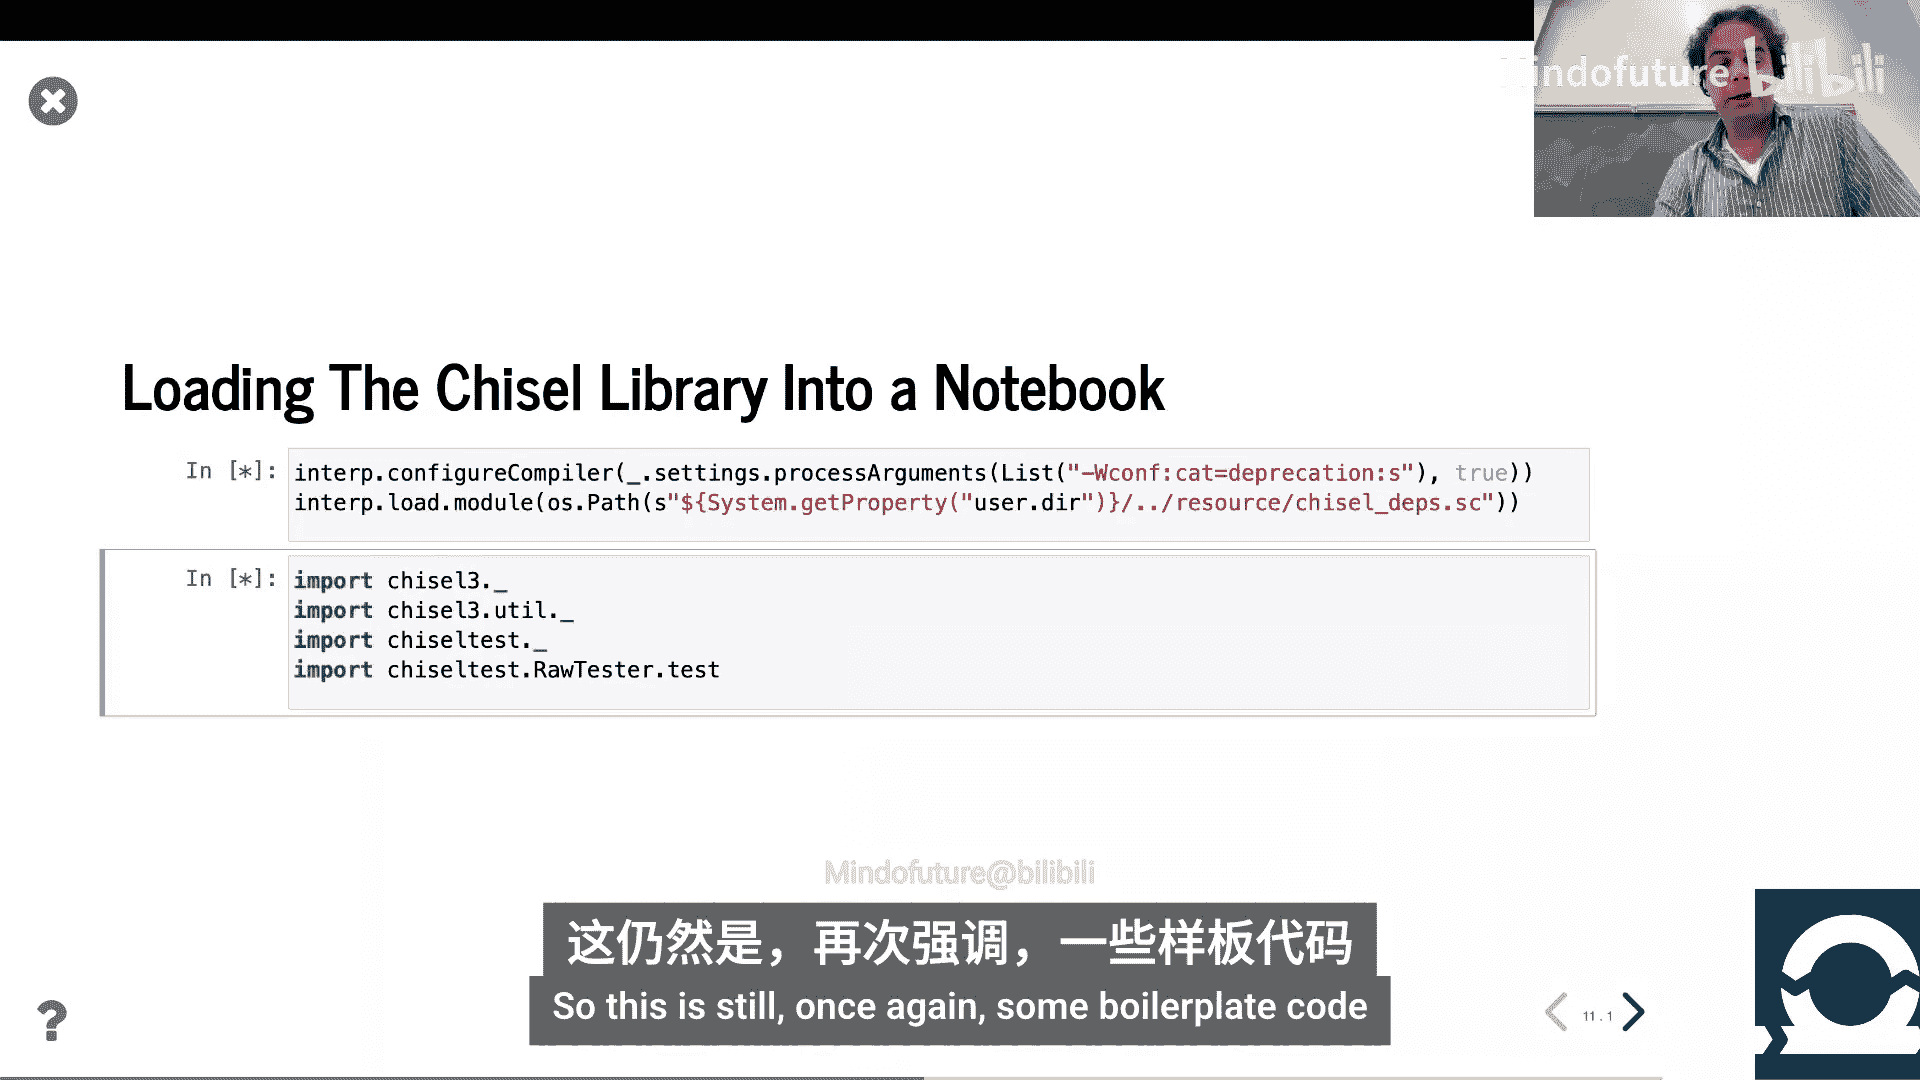 Mindofuture bilibili
Loading The Chisel Library Into a Notebook
In [*]:
interp.configureCompiler(_.settings.processArguments(List("-Wconf:cat=deprecation:s"), true))
interp.load.module(os.Path(s"${System.getProperty("user.dir")}/../resource/chisel_deps.sc"))
In [*]:
import chisel3._
import chisel3.util._
import chiseltest._
import chiseltest.RawTester.test
Mindofuture@bilibili
这仍然是，再次强调，一些样板代码
So this is still, once again, some boilerplate code
?
11.1